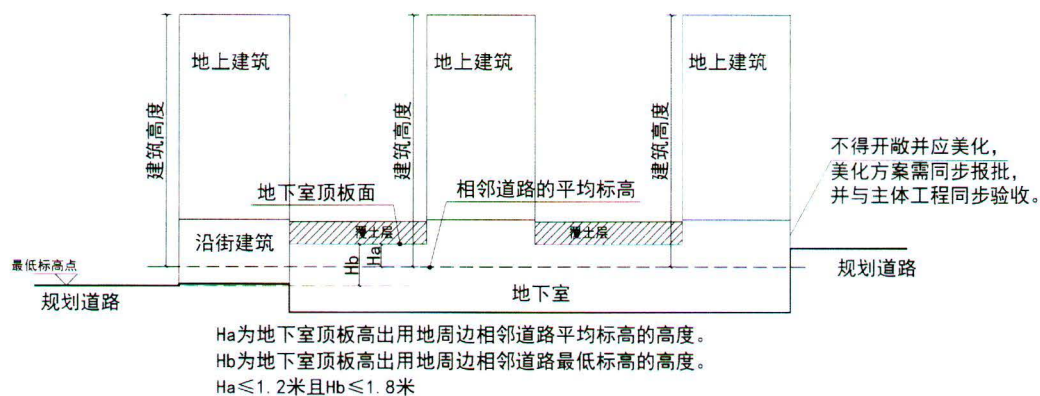 地上建筑
地上建筑
地上建筑
建筑高度
建筑高度
建筑高度
不得开敞并应美化，
美化方案需同步报批，
并与主体工程同步验收。
地下室顶板面
相邻道路的平均标高
覆土层
覆土层
沿街建筑
Ha
Hb
最低标高点
规划道路
规划道路
地下室
Ha为地下室顶板高出用地周边相邻道路平均标高的高度。
Hb为地下室顶板高出用地周边相邻道路最低标高的高度。
Ha≤1.2米且Hb≤1.8米